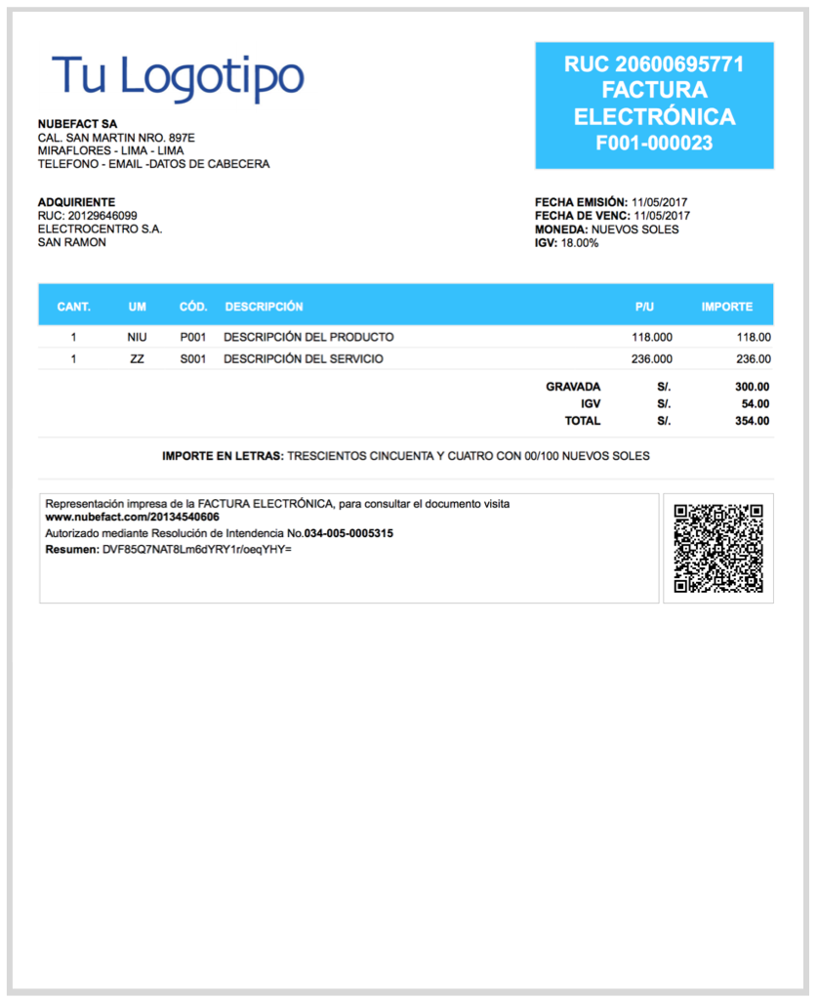 Tu Logotipo
RUC 20600695771
FACTURA
ELECTRÓNICA
F001-000023
NUBEFACT SA
CAL. SAN MARTIN NRO. 897E
MIRAFLORES - LIMA - LIMA
TELEFONO - EMAIL -DATOS DE CABECERA
ADQUIRIENTE
RUC: 20129646099
ELECTROCENTRO S.A.
SAN RAMON
FECHA EMISIÓN: 11/05/2017
FECHA DE VENC: 11/05/2017
MONEDA: NUEVOS SOLES
IGV: 18.00%
CANT. UM CÓD. DESCRIPCIÓN P/U IMPORTE
1 NIU P001 DESCRIPCIÓN DEL PRODUCTO 118.000 118.00
1 ZZ S001 DESCRIPCIÓN DEL SERVICIO 236.000 236.00
GRAVADA S/. 300.00
IGV S/. 54.00
TOTAL S/. 354.00
IMPORTE EN LETRAS: TRESCIENTOS CINCUENTA Y CUATRO CON 00/100 NUEVOS SOLES
Representación impresa de la FACTURA ELECTRÓNICA, para consultar el documento visita
www.nubefact.com/20134540606
Autorizado mediante Resolución de Intendencia No.034-005-0005315
Resumen: DVF85Q7NAT8Lm6dYRY1r/oeqYHY=